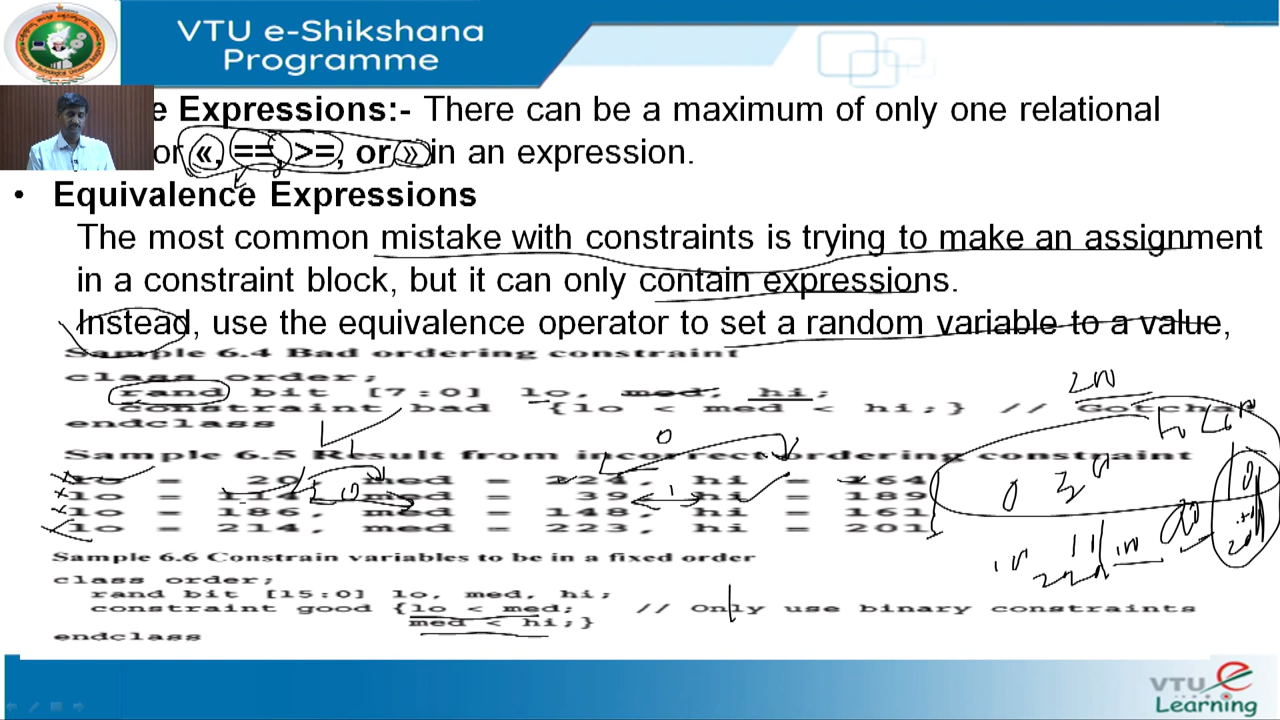 VTU e-Shikshana
Programme
e Expressions:- There can be a maximum of only one relational
or «, ==, >=, or » in an expression.
• Equivalence Expressions
The most common mistake with constraints is trying to make an assignment
in a constraint block, but it can only contain expressions.
Instead, use the equivalence operator to set a random variable to a value,
Sample 6.4 Bad ordering constraint
class order;
rand bit [7:0] lo, med, hi;
constraint bad {lo < med < hi;} // Gotcha!
endclass
Sample 6.5 Result from incorrect ordering constraint
lo = 20, med = 224, hi = 164
lo = 114, med = 39, hi = 189
lo = 186, med = 148, hi = 161
lo = 214, med = 223, hi = 201
Sample 6.6 Constrain variables to be in a fixed order
class order;
rand bit [15:0] lo, med, hi;
constraint good {lo < med; // Only use binary constraints
med < hi;}
endclass
VTU e
Learning